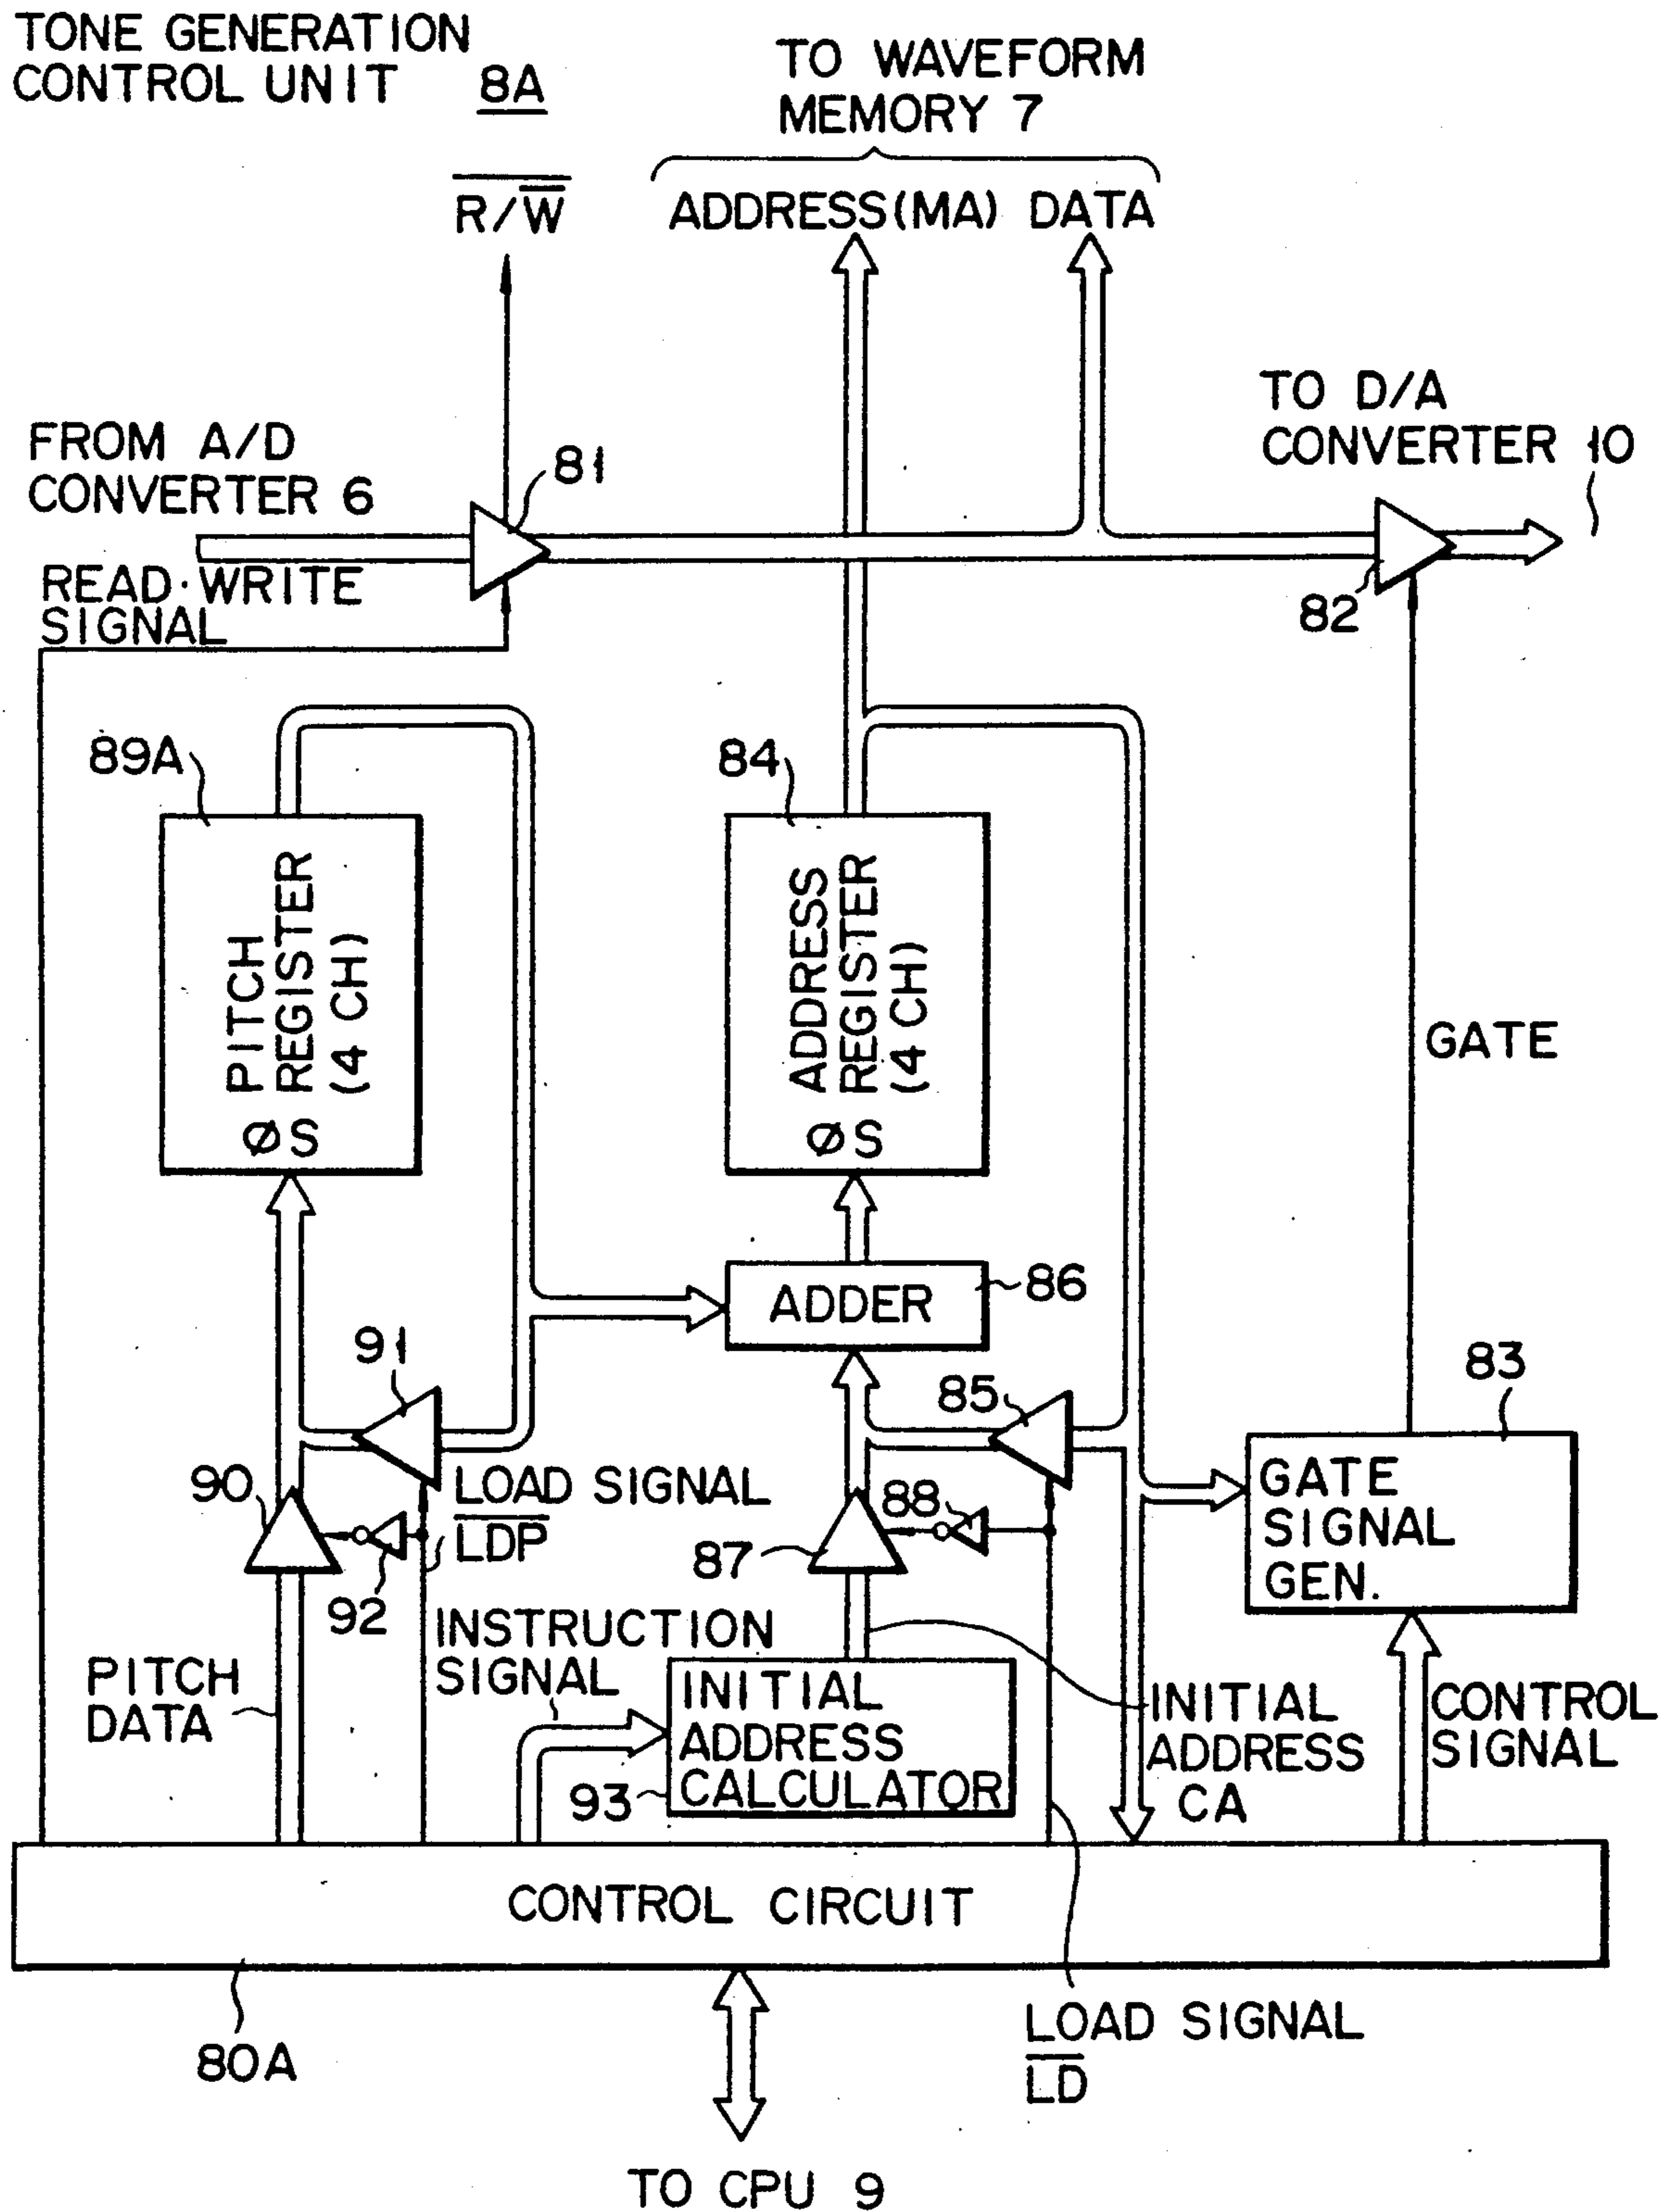 TONE GENERATION
CONTROL UNIT 8A
TO WAVEFORM
MEMORY 7
R/W
ADDRESS(MA) DATA
TO D/A
CONVERTER 10
FROM A/D
CONVERTER 6
81
READ·WRITE
SIGNAL
82
89A
84
PITCH
REGISTER
(4 CH)
ØS
ADDRESS
REGISTER
(4 CH)
ØS
GATE
ADDER
86
91
85
83
90
LOAD SIGNAL
LDP
88
GATE
SIGNAL
GEN.
92
87
INSTRUCTION
SIGNAL
PITCH
DATA
INITIAL
ADDRESS
CALCULATOR
93
INITIAL
ADDRESS
CA
CONTROL
SIGNAL
CONTROL CIRCUIT
80A
LOAD SIGNAL
LD
TO CPU 9